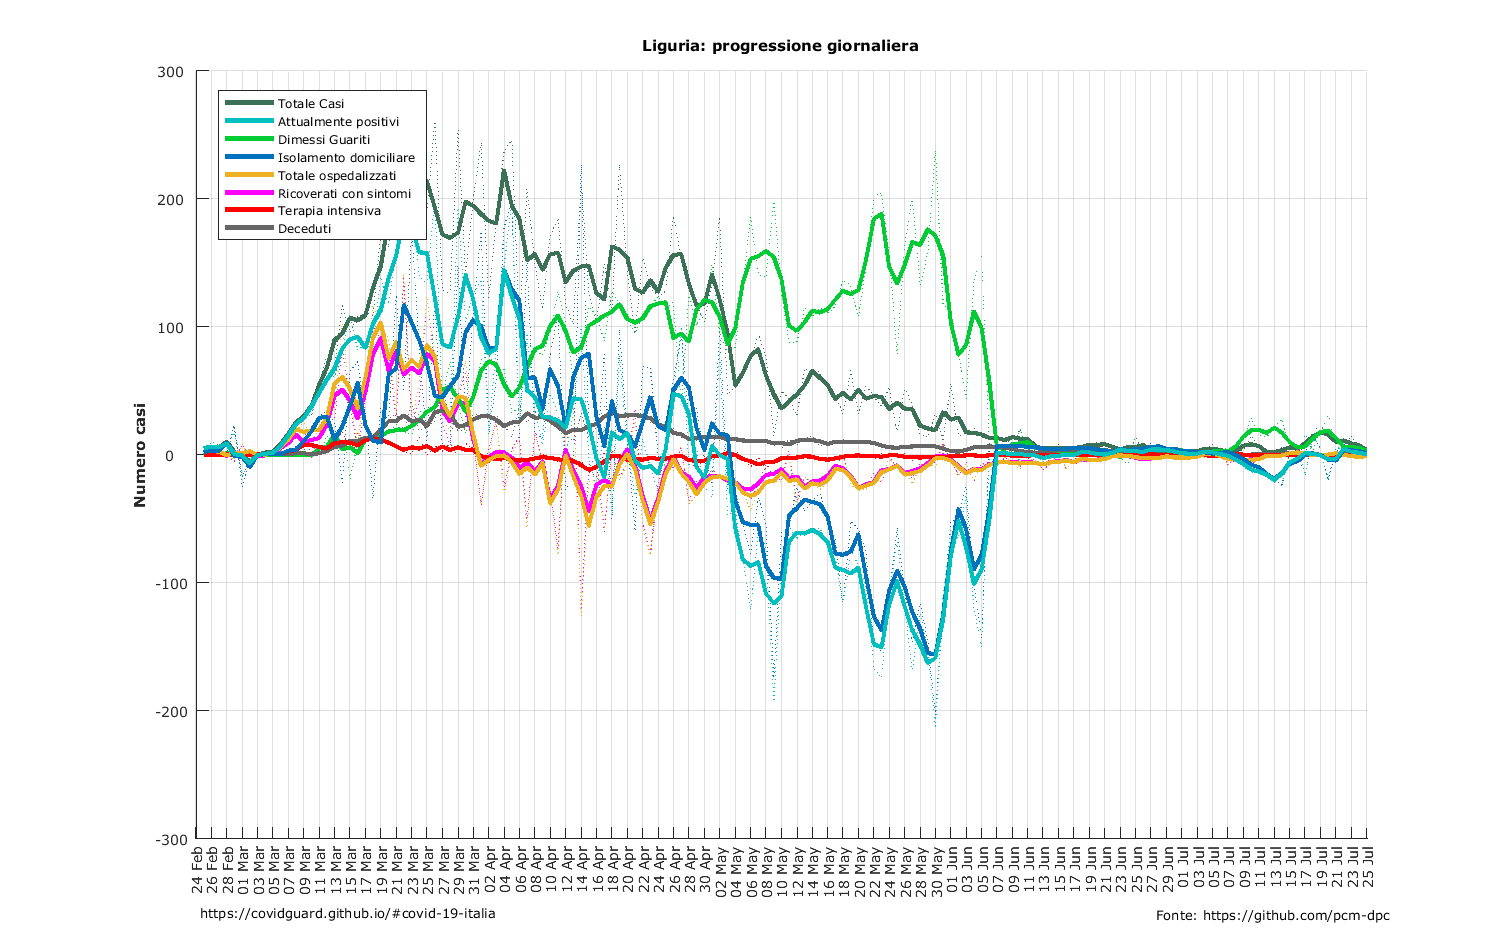 Liguria: progressione giornaliera
300
200
100
0
-100
-200
-300
Numero casi
Totale Casi
Attualmente positivi
Dimessi Guariti
Isolamento domiciliare
Totale ospedalizzati
Ricoverati con sintomi
Terapia intensiva
Deceduti
24 Feb
26 Feb
28 Feb
01 Mar
03 Mar
05 Mar
07 Mar
09 Mar
11 Mar
13 Mar
15 Mar
17 Mar
19 Mar
21 Mar
23 Mar
25 Mar
27 Mar
29 Mar
31 Mar
02 Apr
04 Apr
06 Apr
08 Apr
10 Apr
12 Apr
14 Apr
16 Apr
18 Apr
20 Apr
22 Apr
24 Apr
26 Apr
28 Apr
30 Apr
02 May
04 May
06 May
08 May
10 May
12 May
14 May
16 May
18 May
20 May
22 May
24 May
26 May
28 May
30 May
01 Jun
03 Jun
05 Jun
07 Jun
09 Jun
11 Jun
13 Jun
15 Jun
17 Jun
19 Jun
21 Jun
23 Jun
25 Jun
27 Jun
29 Jun
01 Jul
03 Jul
05 Jul
07 Jul
09 Jul
11 Jul
13 Jul
15 Jul
17 Jul
19 Jul
21 Jul
23 Jul
25 Jul
https://covidguard.github.io/#covid-19-italia
Fonte: https://github.com/pcm-dpc